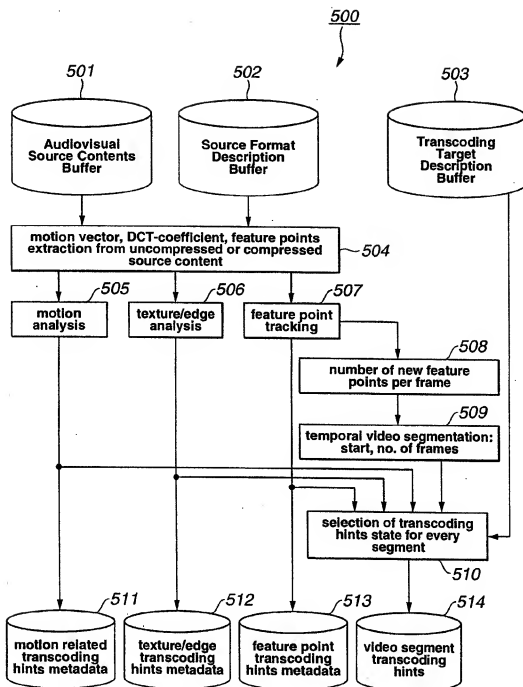 500
501
502
503
Audiovisual
Source Contents
Buffer
Source Format
Description
Buffer
Transcoding
Target
Description
Buffer
motion vector, DCT-coefficient, feature points
extraction from uncompressed or compressed
source content
504
505
506
507
motion
analysis
texture/edge
analysis
feature point
tracking
508
number of new feature
points per frame
509
temporal video segmentation:
start, no. of frames
selection of transcoding
hints state for every
segment
510
511
512
513
514
motion related
transcoding
hints metadata
texture/edge
transcoding
hints metadata
feature point
transcoding
hints metadata
video segment
transcoding
hints